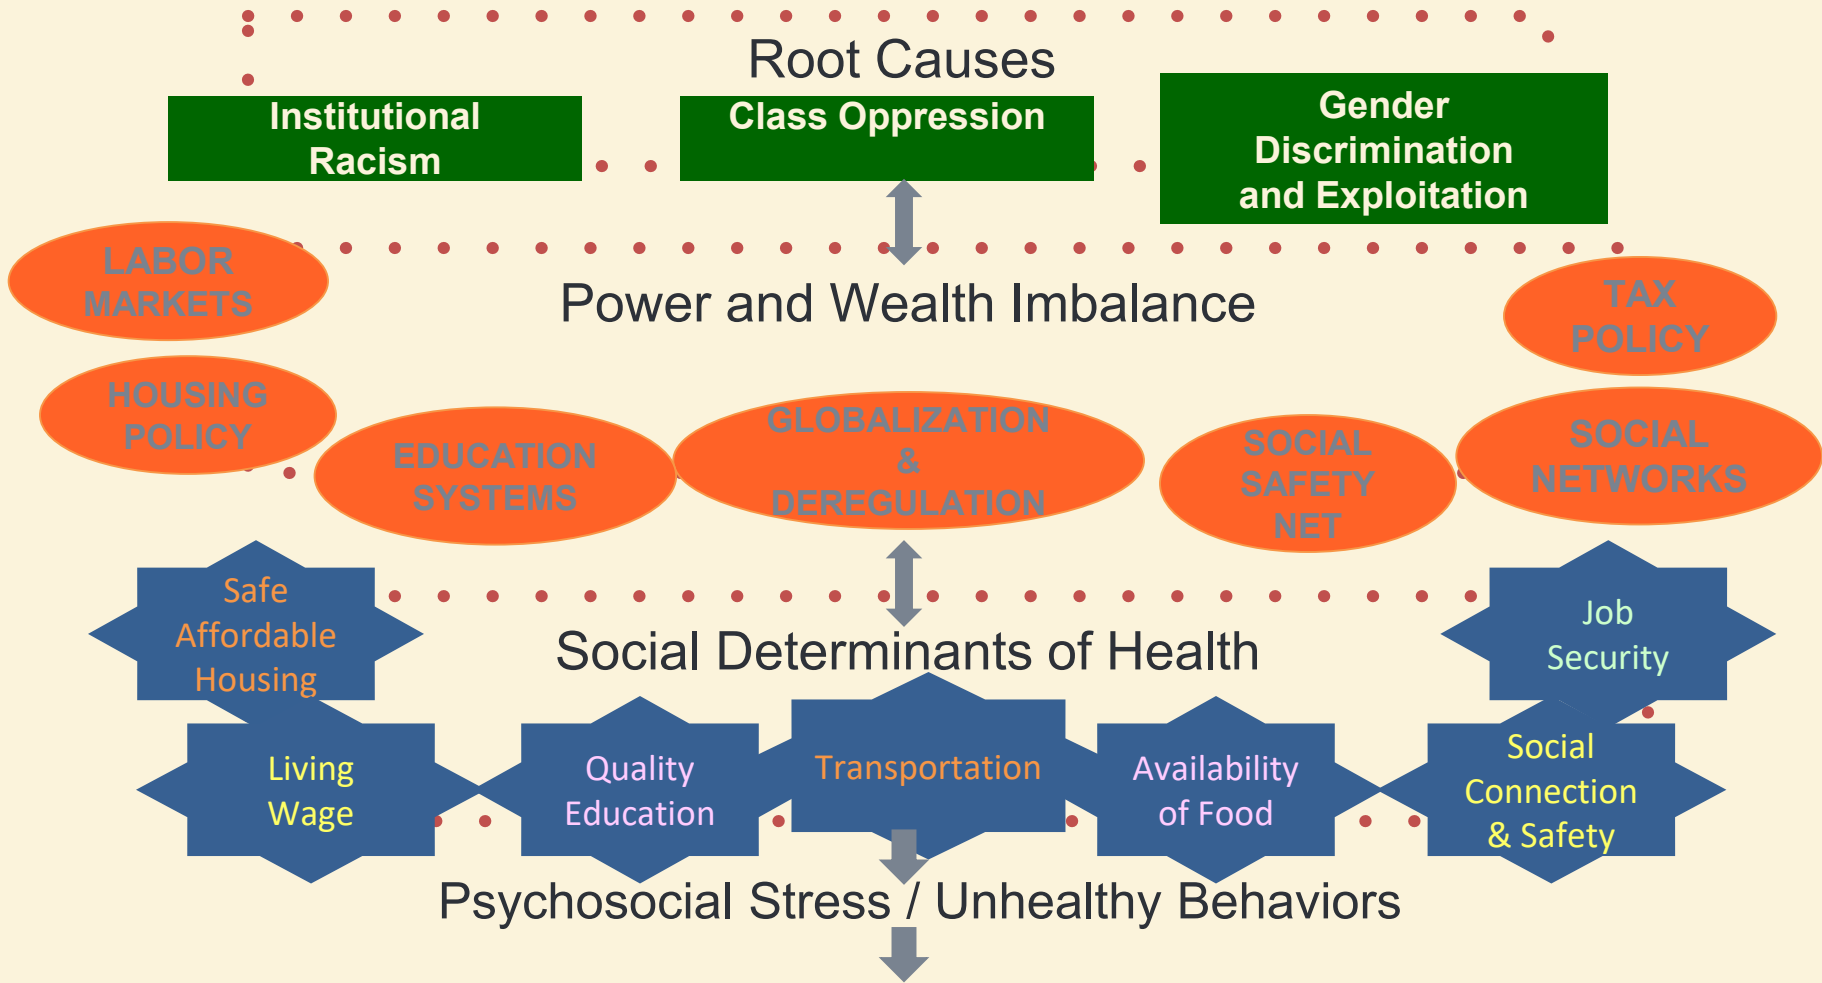 Root Causes
Institutional
Racism
Class Oppression
Gender
Discrimination
and Exploitation
LABOR
MARKETS
Power and Wealth Imbalance
TAX
POLICY
HOUSING
POLICY
EDUCATION
SYSTEMS
GLOBALIZATION
&
DEREGULATION
SOCIAL
SAFETY
NET
SOCIAL
NETWORKS
Safe
Affordable
Housing
Social Determinants of Health
Job
Security
Living
Wage
Quality
Education
Transportation
Availability
of Food
Social
Connection
& Safety
Psychosocial Stress / Unhealthy Behaviors